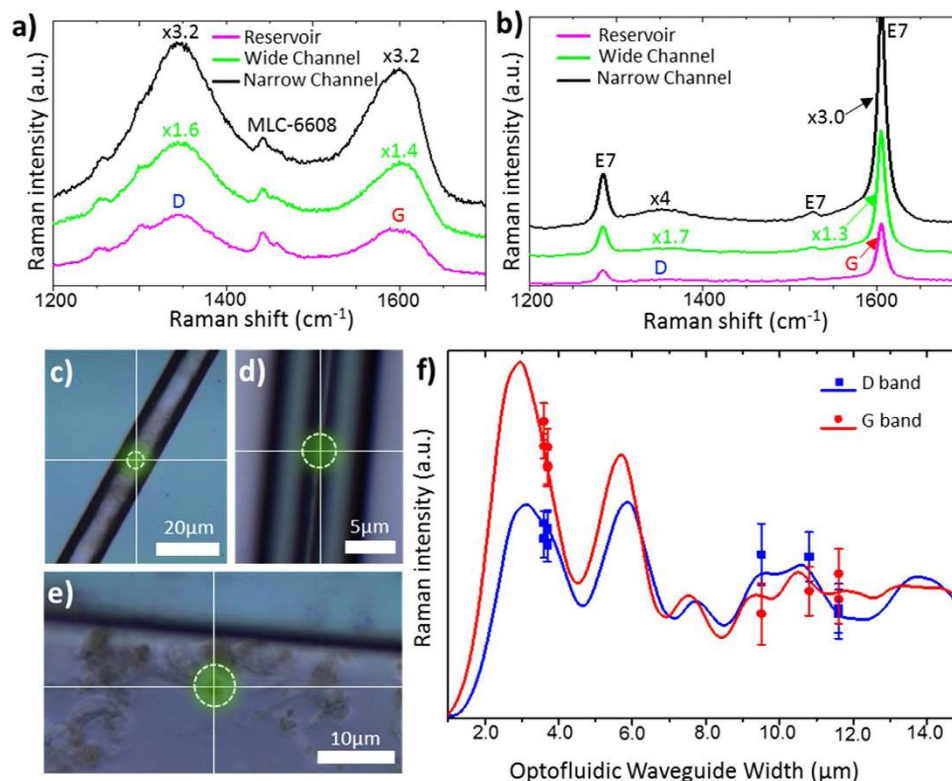 a)
x3.2
x3.2
Reservoir
Wide Channel
Narrow Channel
MLC-6608
x1.6
x1.4
D
G
Raman intensity (a.u.)
1200
1400
1600
Raman shift (cm⁻¹)
b)
E7
Reservoir
Wide Channel
Narrow Channel
x3.0
E7
x4
E7
x1.7
x1.3
D
G
Raman intensity (a.u.)
1200
1400
1600
Raman shift (cm⁻¹)
c)
20μm
d)
5μm
e)
10μm
f)
D band
G band
Raman intensity (a.u.)
2.0
4.0
6.0
8.0
10.0
12.0
14.0
Optofluidic Waveguide Width (μm)